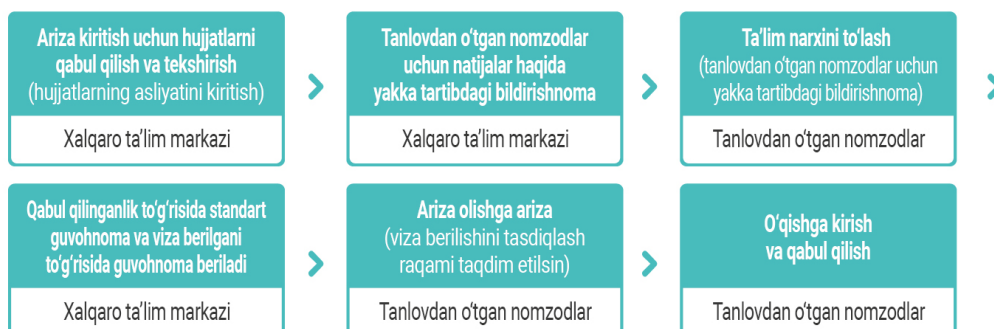 Ariza kiritish uchun hujjatlarni
qabul qilish va tekshirish
(hujjatlarning asliyatini kiritish)
Xalqaro ta’lim markazi
Tanlovdan o‘tgan nomzodlar
uchun natijalar haqida
yakka tartibdagi bildirishnoma
Xalqaro ta’lim markazi
Ta’lim narxini to‘lash
(tanlovdan o‘tgan nomzodlar uchun
yakka tartibdagi bildirishnoma)
Tanlovdan o‘tgan nomzodlar
Qabul qilinganlik to‘g‘risida standart
guvohnoma va viza berilgani
to‘g‘risida guvohnoma beriladi
Xalqaro ta’lim markazi
Ariza olishga ariza
(viza berilishini tasdiqlash
raqami taqdim etilsin)
Tanlovdan o‘tgan nomzodlar
O‘qishga kirish
va qabul qilish
Tanlovdan o‘tgan nomzodlar